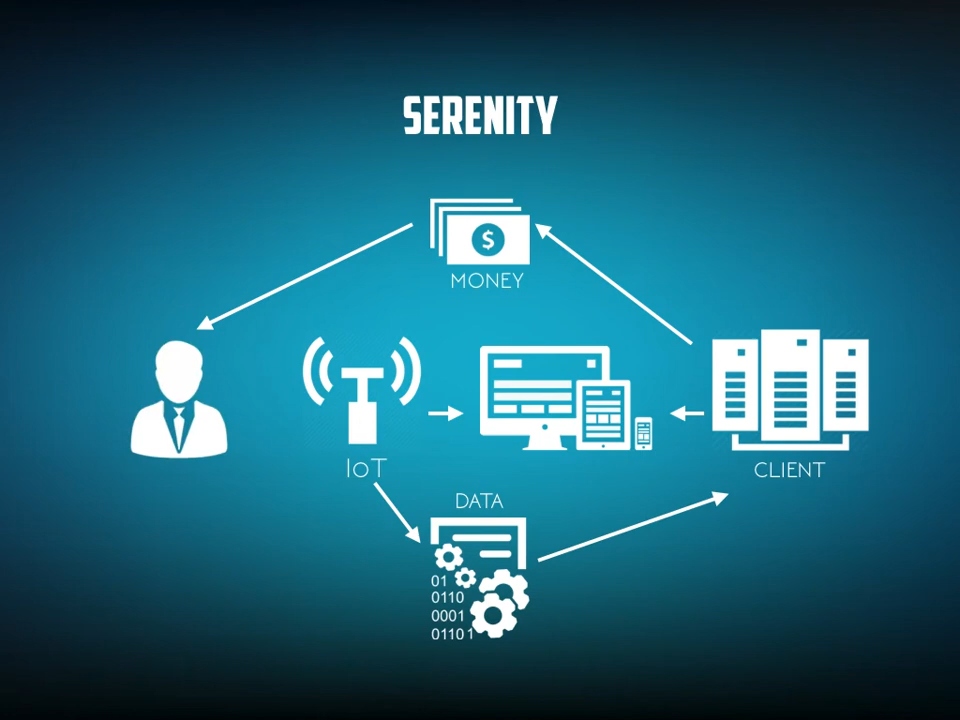 SERENITY
$
MONEY
IoT
CLIENT
DATA
01
0110
0001
01101